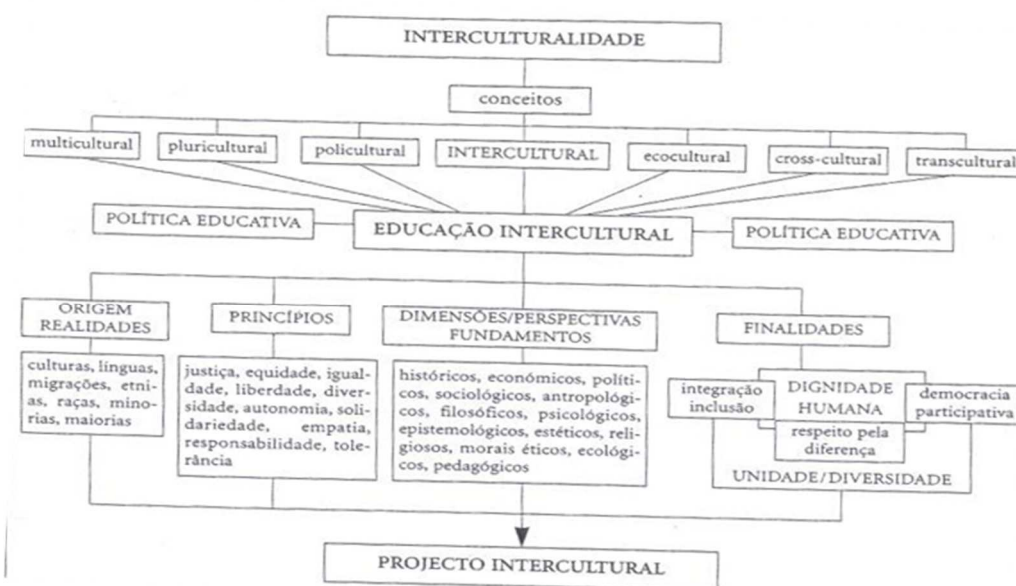 INTERCULTURALIDADE
conceitos
multicultural
pluricultural
policultural
INTERCULTURAL
ecocultural
cross-cultural
transcultural
POLÍTICA EDUCATIVA
EDUCAÇÃO INTERCULTURAL
POLÍTICA EDUCATIVA
ORIGEM
REALIDADES
culturas, línguas,
migrações, etni-
as, raças, mino-
rias, maiorias
PRINCÍPIOS
justiça, equidade, igual-
dade, liberdade, diver-
sidade, autonomia, soli-
dariedade, empatia,
responsabilidade, tole-
rância
DIMENSÕES/PERSPECTIVAS
FUNDAMENTOS
históricos, económicos, políti-
cos, sociológicos, antropológi-
cos, filosóficos, psicológicos,
epistemológicos, estéticos, reli-
giosos, morais éticos, ecológi-
cos, pedagógicos
FINALIDADES
integração
inclusão
DIGNIDADE
HUMANA
democracia
participativa
respeito pela
diferença
UNIDADE/DIVERSIDADE
PROJECTO INTERCULTURAL